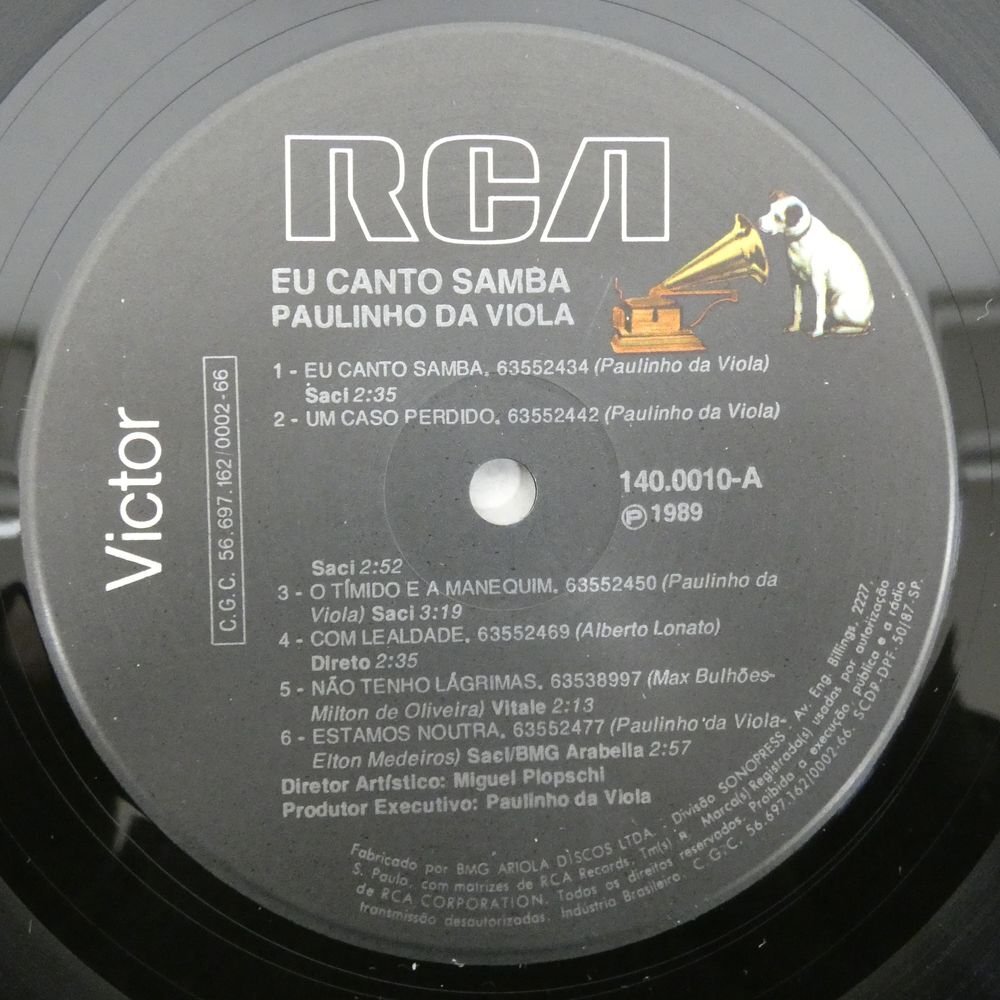 RCA
EU CANTO SAMBA
PAULINHO DA VIOLA
1 - EU CANTO SAMBA. 63552434 (Paulinho da Viola)
Saci 2:35
2 - UM CASO PERDIDO. 63552442 (Paulinho da Viola)
Victor
C.G.C. 56.697.162/0002-66
140.0010-A
℗ 1989
Saci 2:52
3 - O TÍMIDO E A MANEQUIM. 63552450 (Paulinho da
Viola) Saci 3:19
4 - COM LEALDADE. 63552469 (Alberto Lonato)
Direto 2:35
5 - NÃO TENHO LÁGRIMAS. 63538997 (Max Bulhões-
Milton de Oliveira) Vitale 2:13
6 - ESTAMOS NOUTRA. 63552477 (Paulinho da Viola-
Elton Medeiros) Saci/BMG Arabella 2:57
Diretor Artístico: Miguel Plopschi
Produtor Executivo: Paulinho da Viola
Fabricado por BMG ARIOLA DISCOS LTDA. Divisão SONOPRESS, Av. Eng. Billings, 2227,
S. Paulo, com matrizes de RCA Records, Tm(s) R. Marca(s) Registrada(s) usadas por autorização
de RCA CORPORATION. Todos os direitos reservados. Proibida a execução pública e a rádio
transmissão desautorizadas. Indústria Brasileira. C.G.C. 56.697.162/0002-66. SCDP-DPF-50/87-SP.